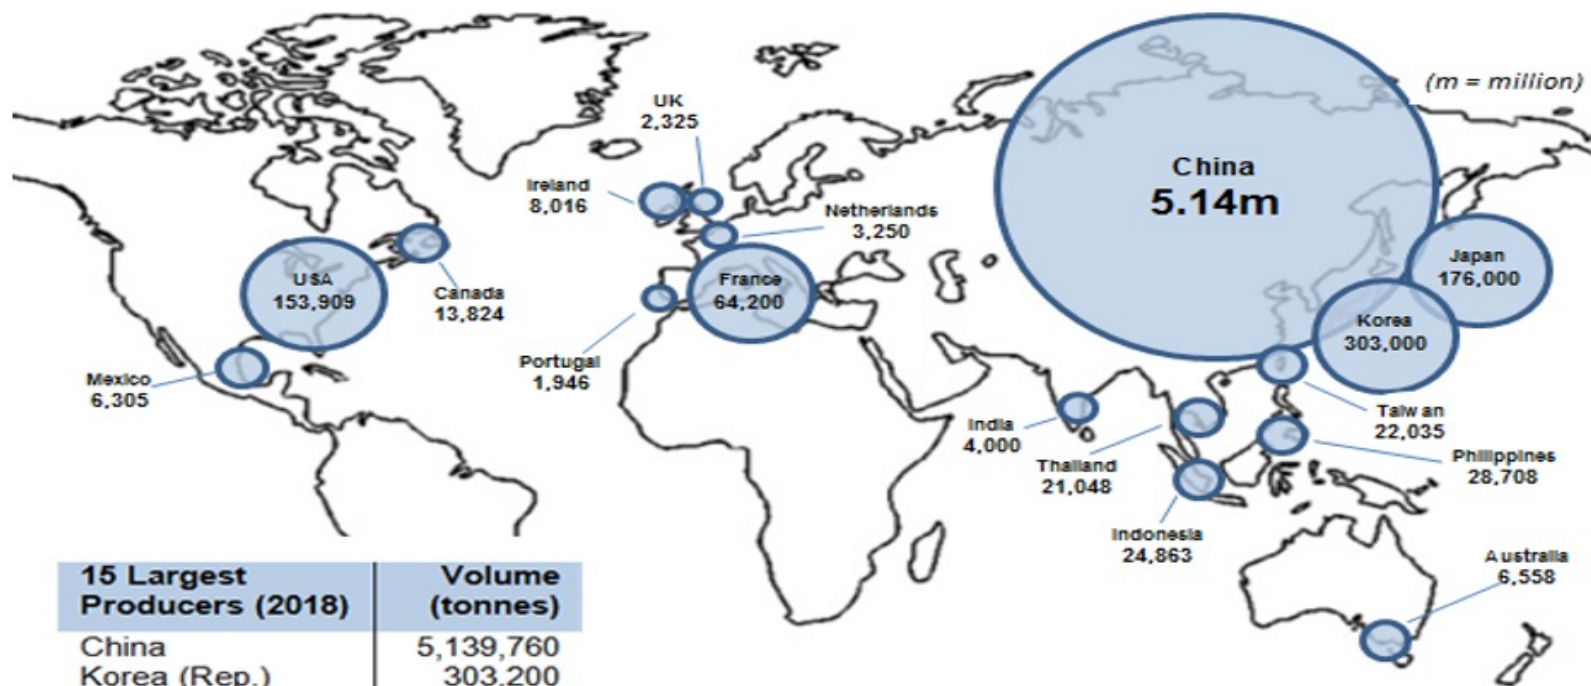 (m = million)
UK
2,325
China
5.14m
Ireland
8,016
Netherlands
3,250
Japan
176,000
USA
153,909
Canada
13,824
France
64,200
Korea
303,000
Portugal
1,946
Mexico
6,305
India
4,000
Taiwan
22,035
Thailand
21,048
Philippines
28,708
Indonesia
24,863
Australia
6,558
15 Largest Volume
Producers (2018) (tonnes)
China 5,139,760
Korea (Rep.) 303,200